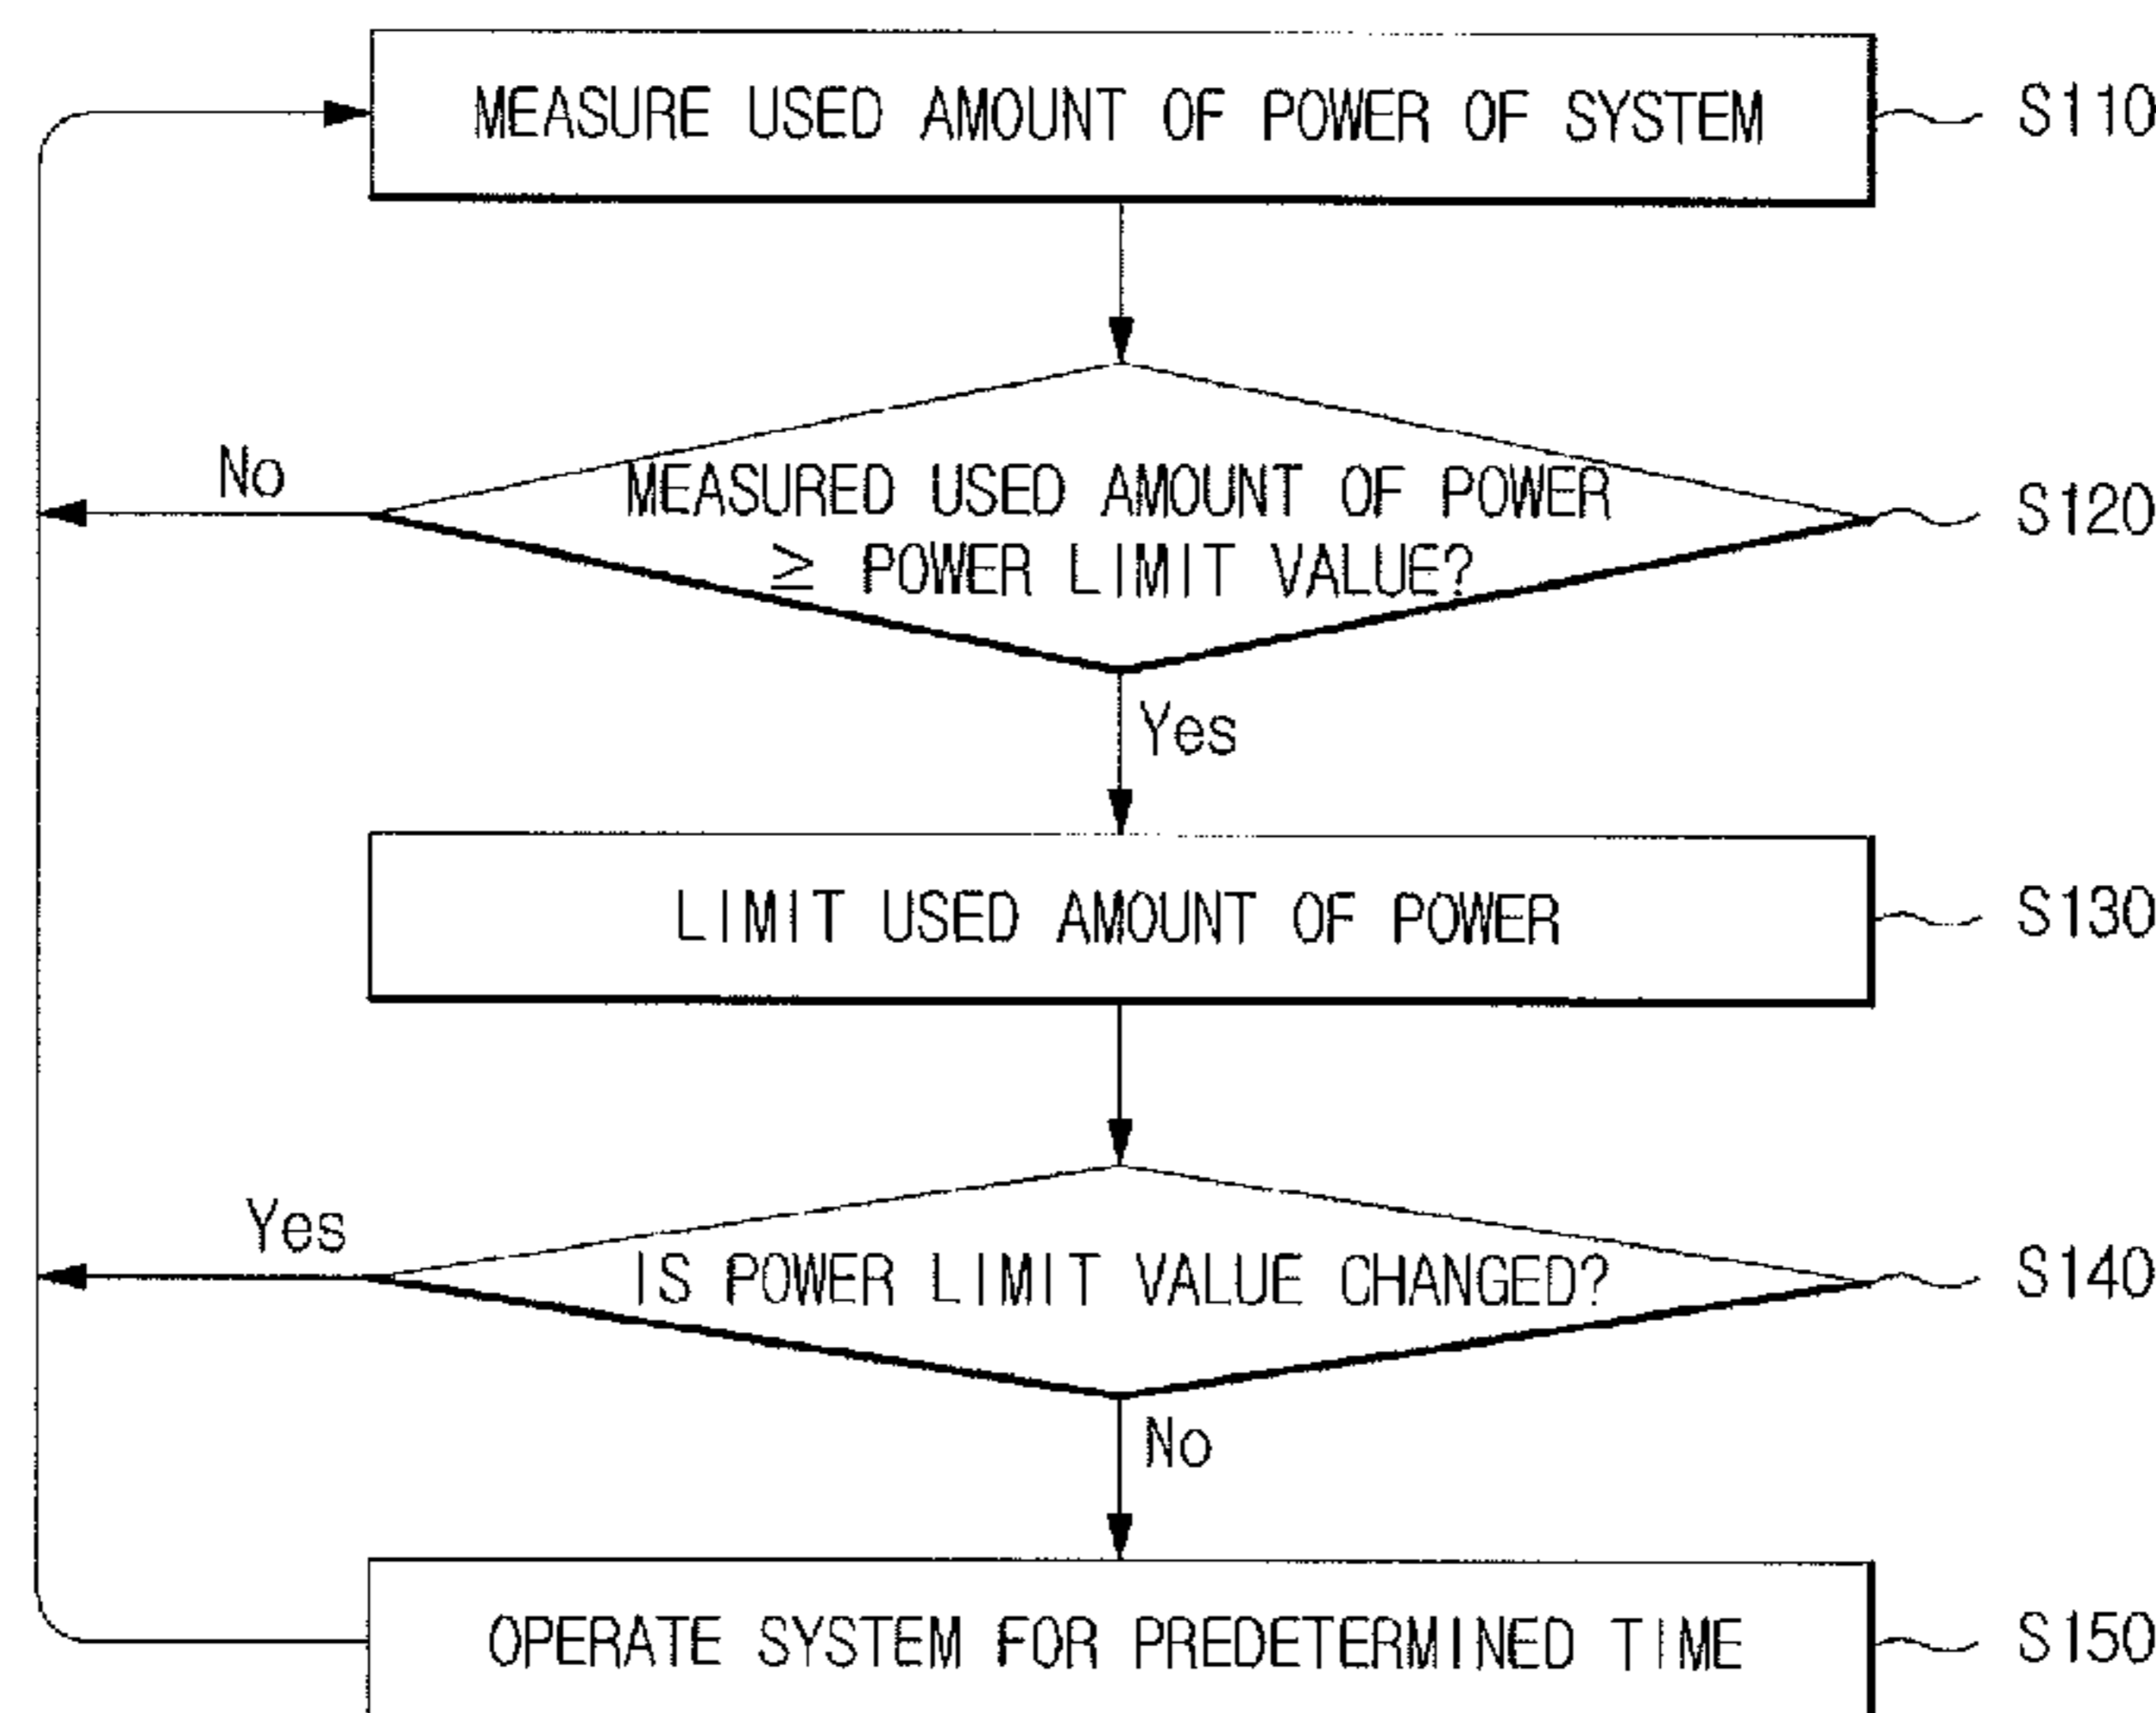 MEASURE USED AMOUNT OF POWER OF SYSTEM
S110
No
MEASURED USED AMOUNT OF POWER
≥ POWER LIMIT VALUE?
S120
Yes
LIMIT USED AMOUNT OF POWER
S130
Yes
IS POWER LIMIT VALUE CHANGED?
S140
No
OPERATE SYSTEM FOR PREDETERMINED TIME
S150